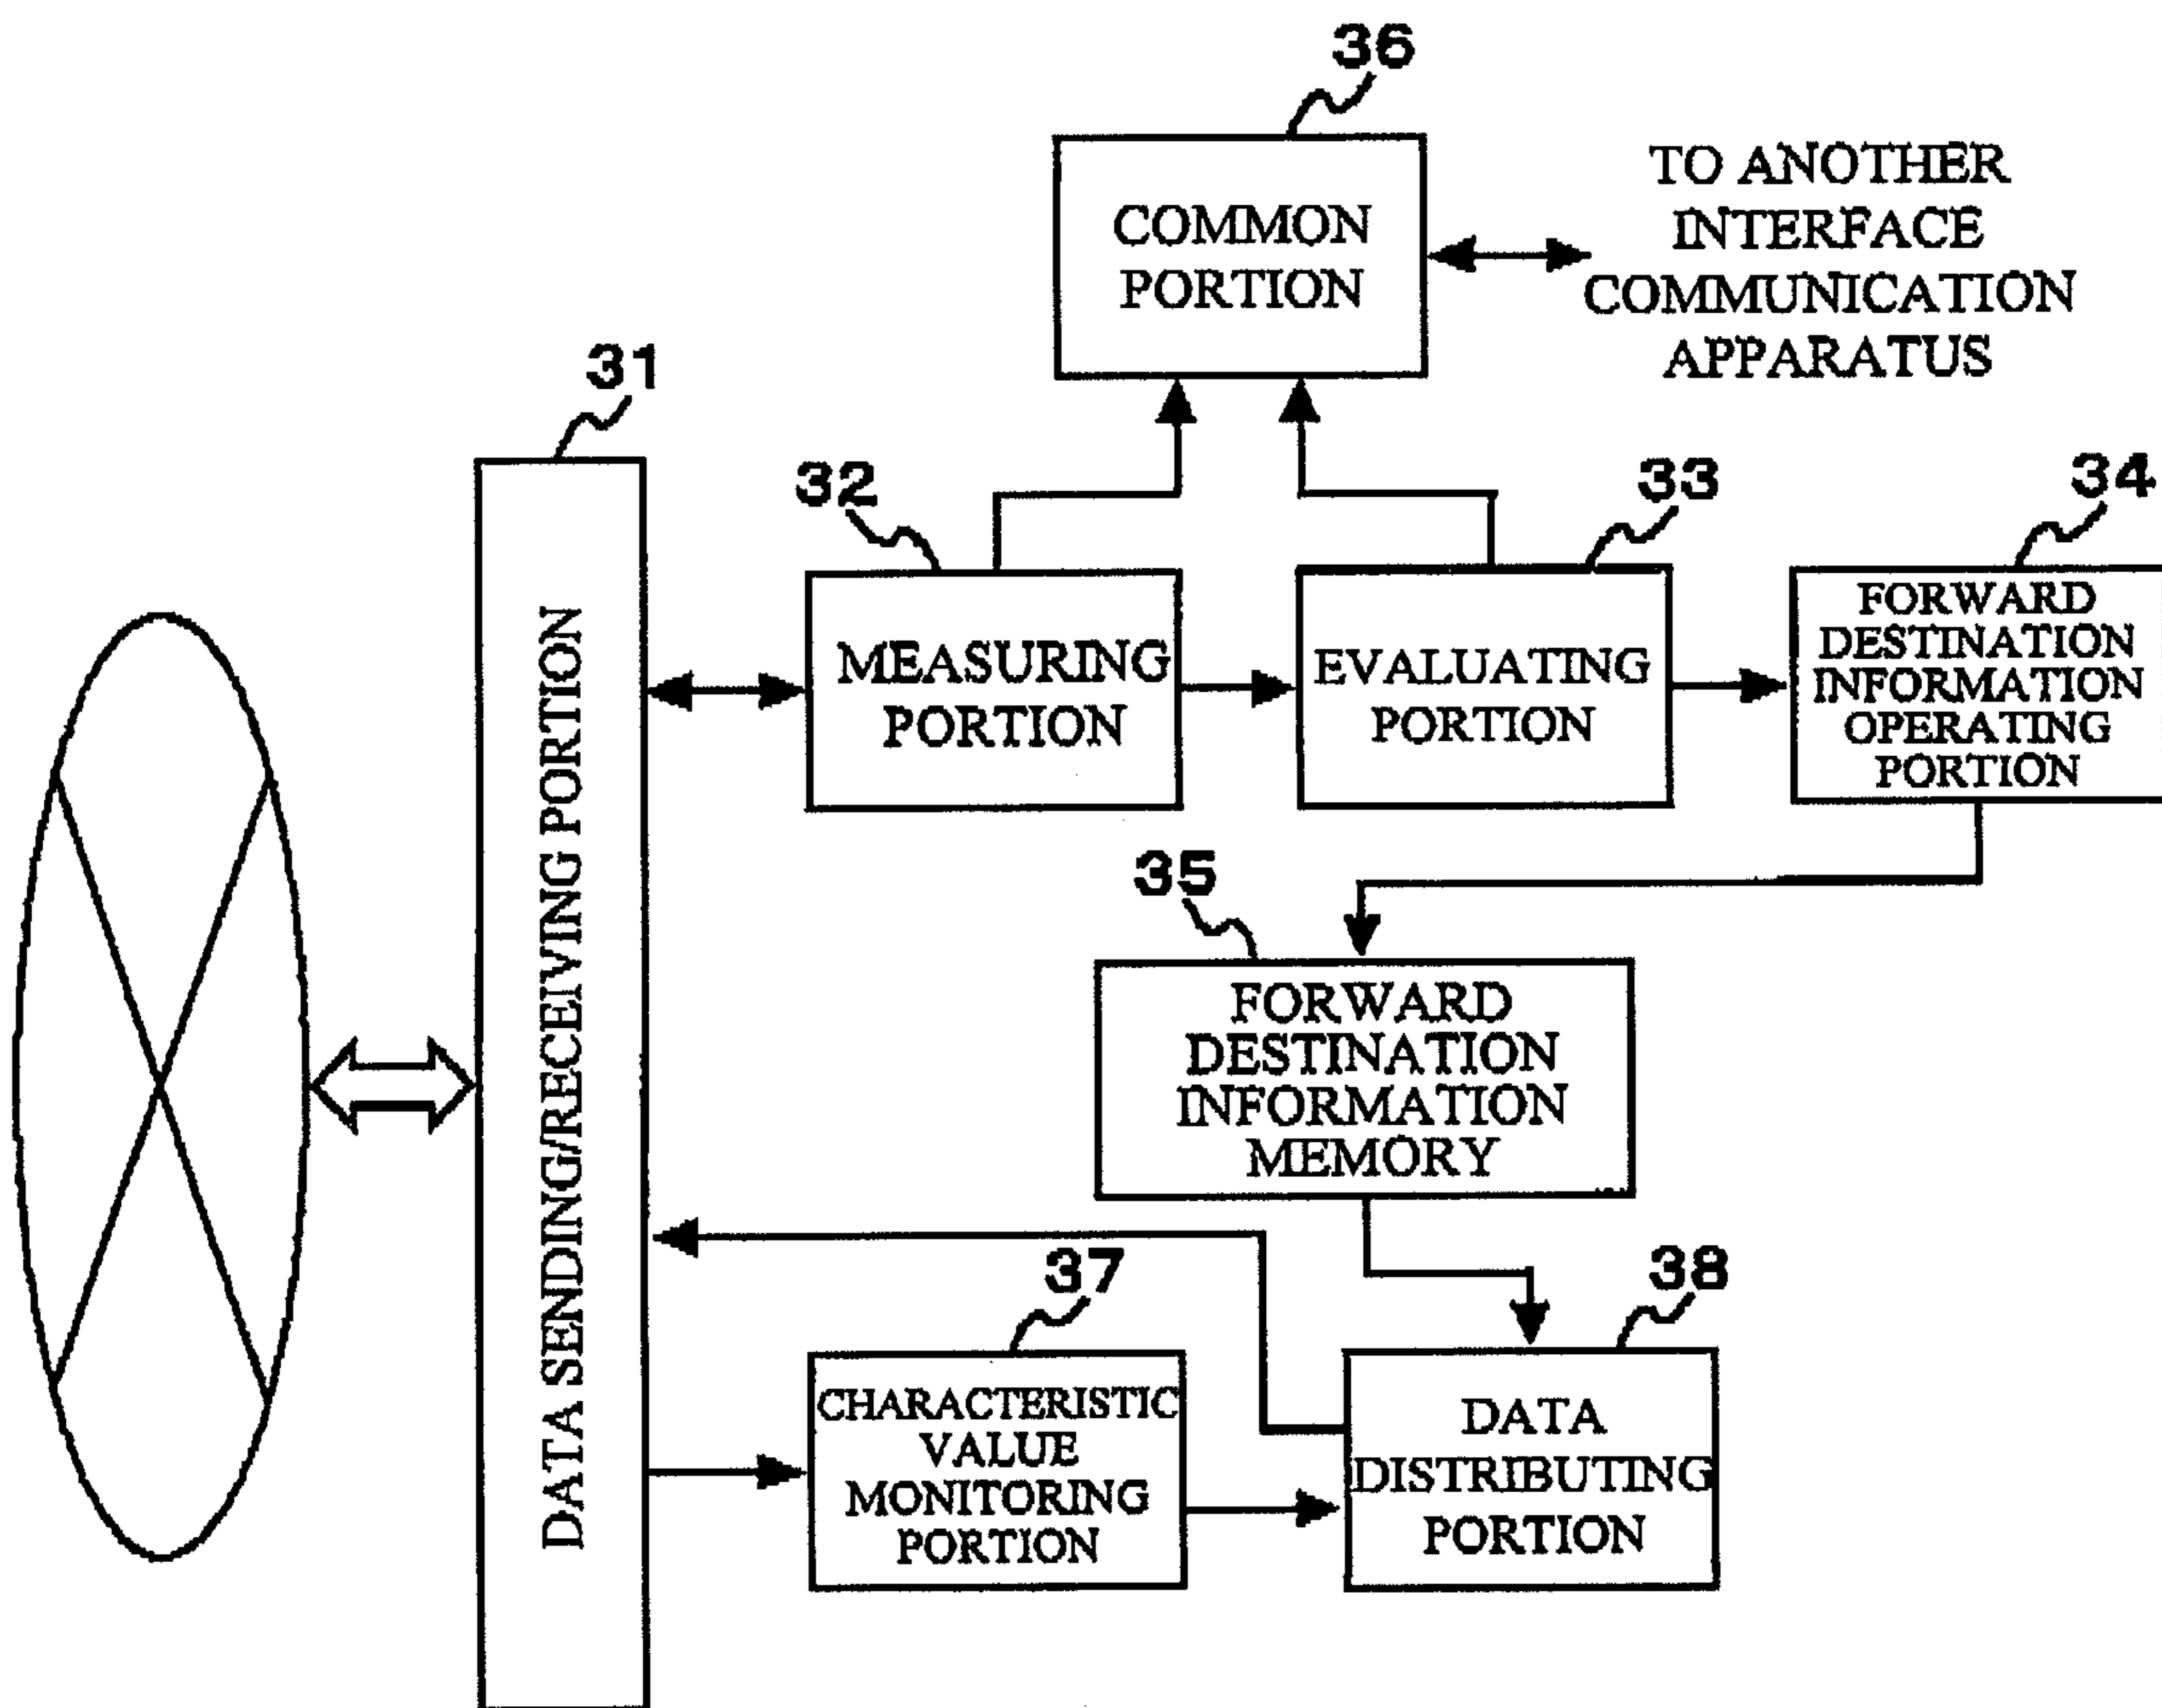 36
COMMON
PORTION
TO ANOTHER
INTERFACE
COMMUNICATION
APPARATUS
31
DATA SENDING/RECEIVING PORTION
32
MEASURING
PORTION
33
EVALUATING
PORTION
34
FORWARD
DESTINATION
INFORMATION
OPERATING
PORTION
35
FORWARD
DESTINATION
INFORMATION
MEMORY
37
CHARACTERISTIC
VALUE
MONITORING
PORTION
38
DATA
DISTRIBUTING
PORTION